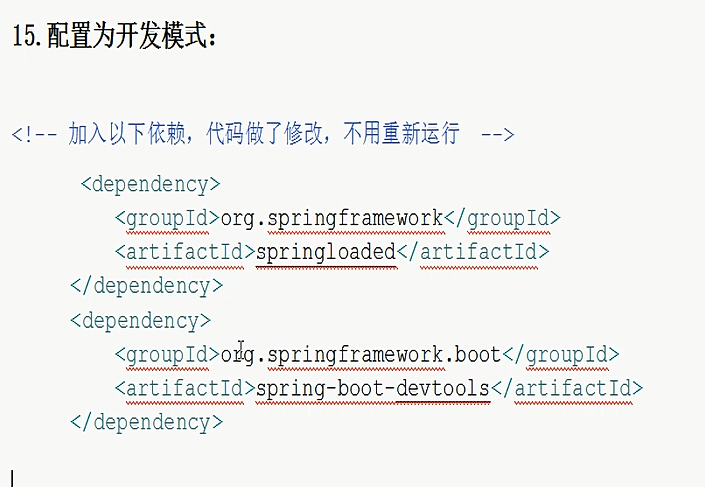 15.配置为开发模式：
<!-- 加入以下依赖，代码做了修改，不用重新运行 -->
<dependency>
<groupId>org.springframework</groupId>
<artifactId>springloaded</artifactId>
</dependency>
<dependency>
<groupId>org.springframework.boot</groupId>
<artifactId>spring-boot-devtools</artifactId>
</dependency>